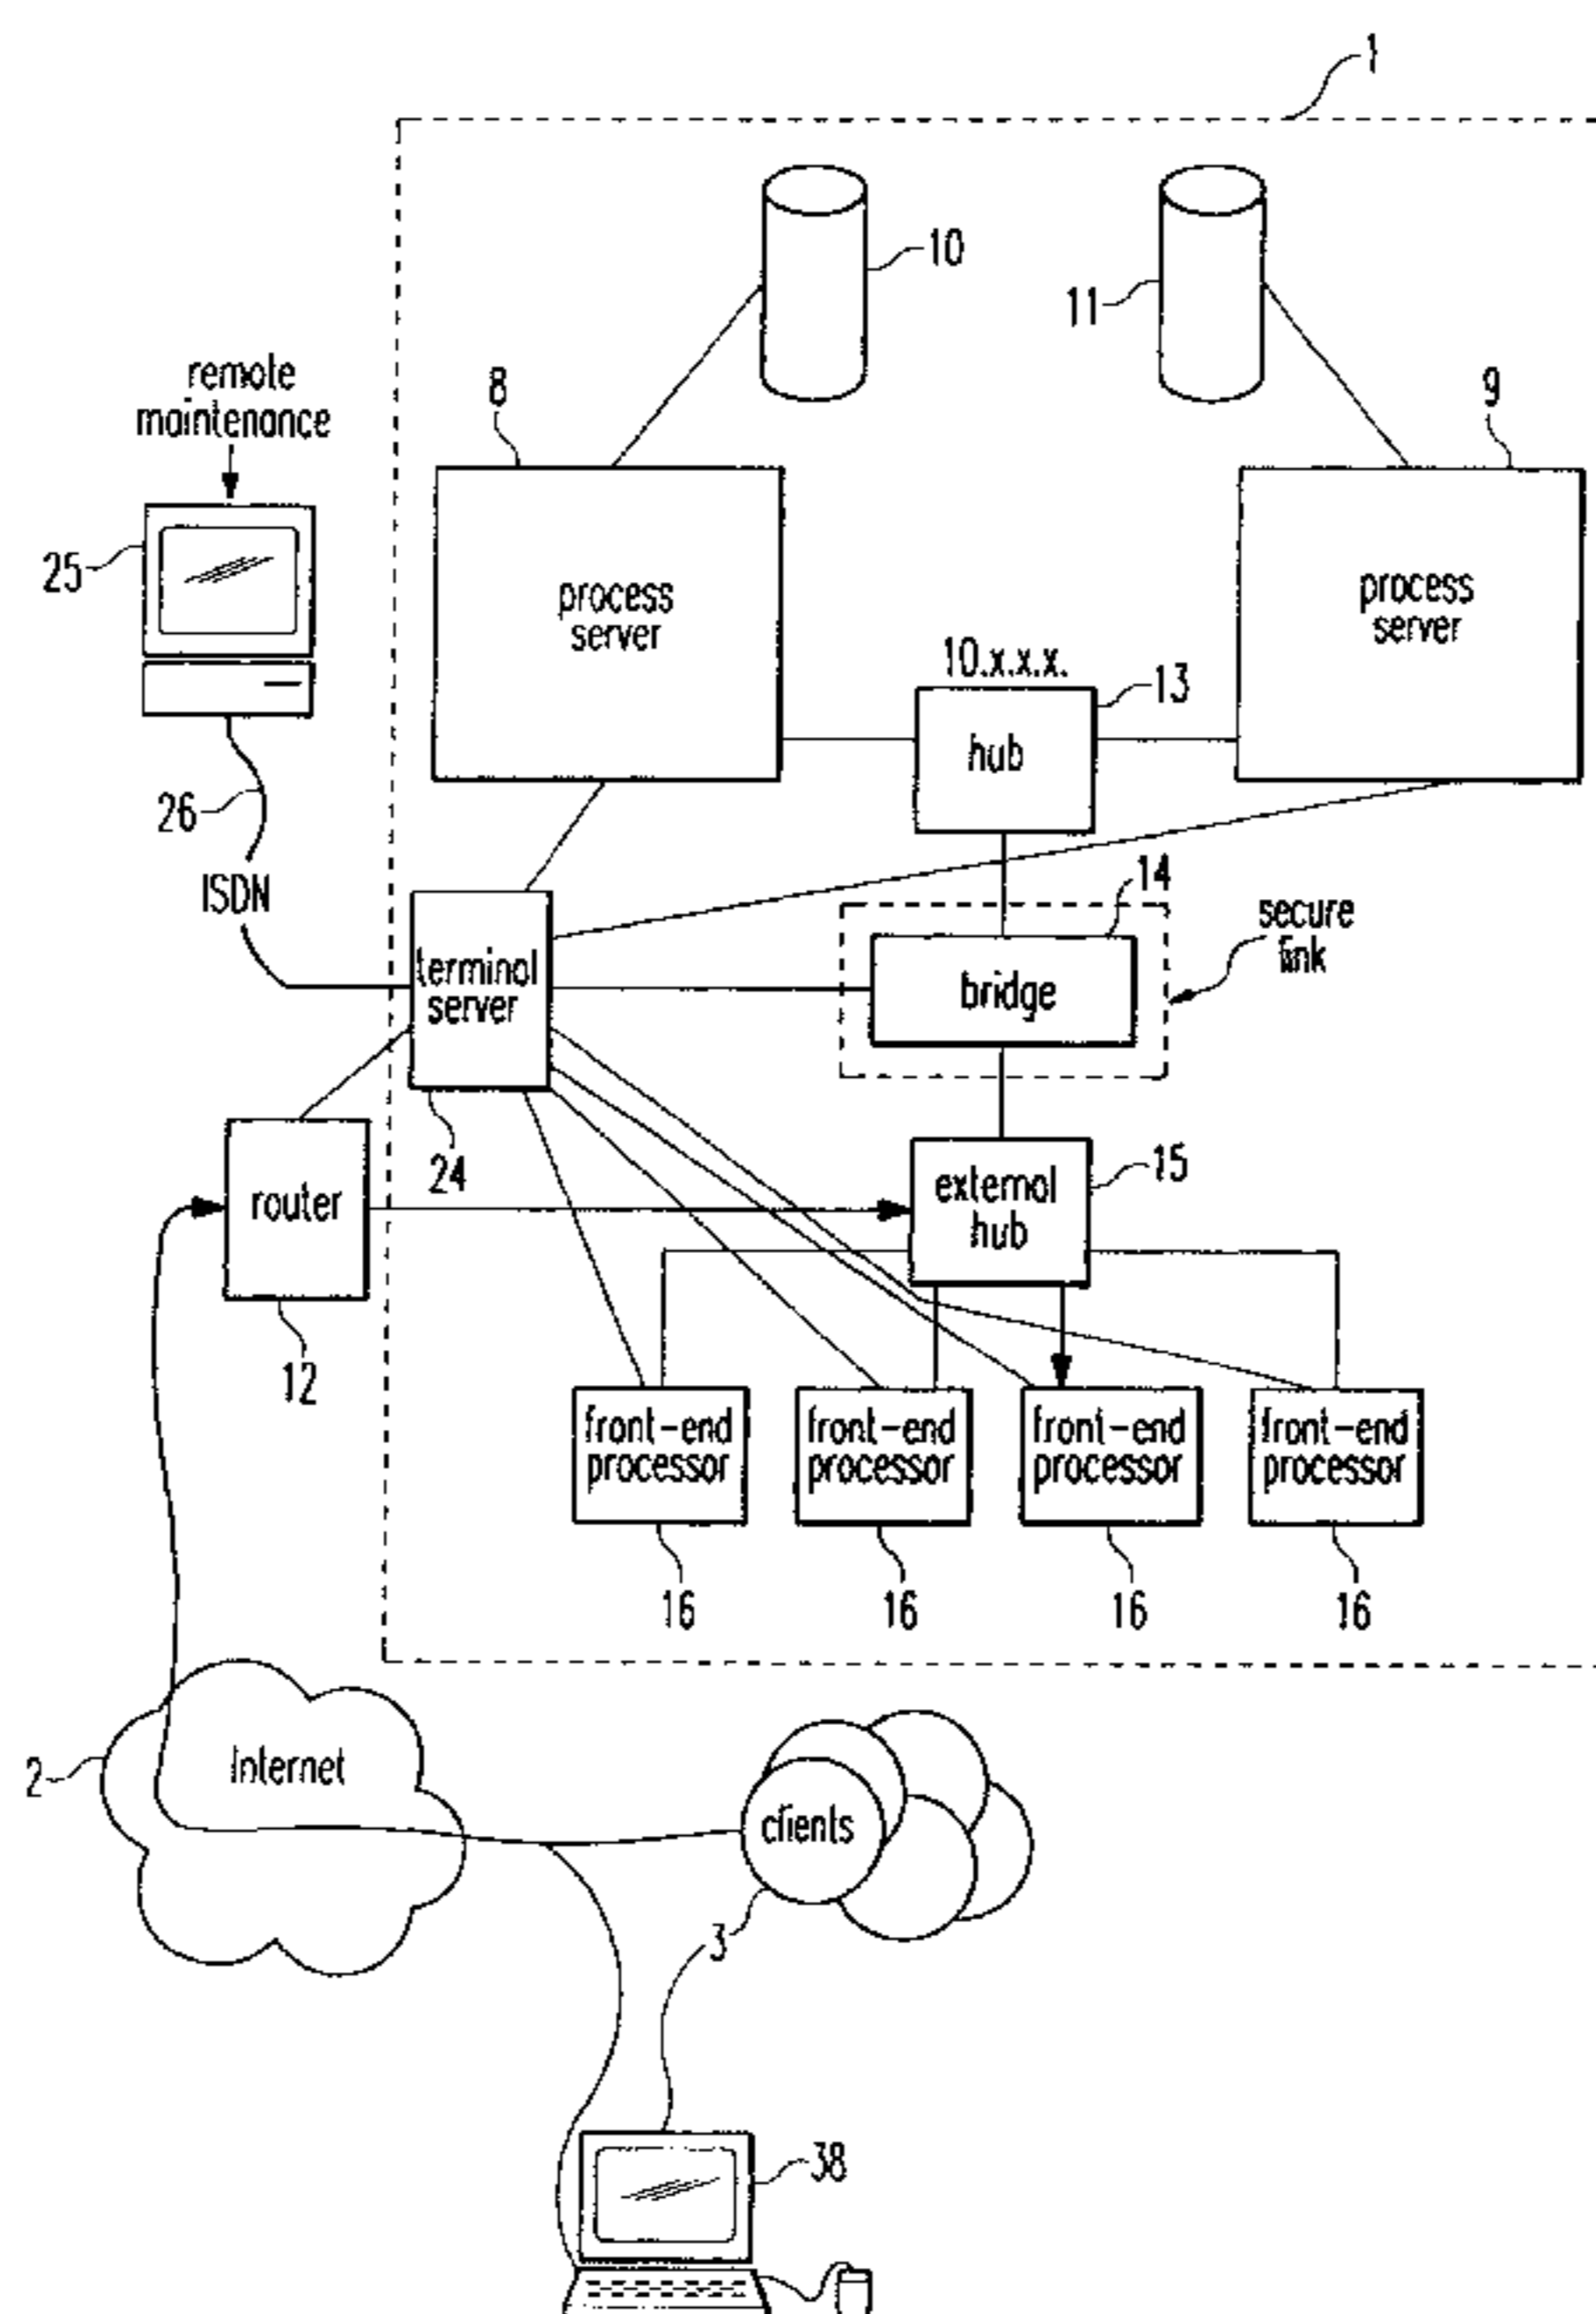 1
10
11
remote
maintenance
8
9
25
process
server
process
server
10.x.x.x.
13
hub
26
14
ISDN
secure
link
terminal
server
bridge
24
15
external
hub
router
12
front-end
processor
front-end
processor
front-end
processor
front-end
processor
16
16
16
16
2
Internet
clients
3
38